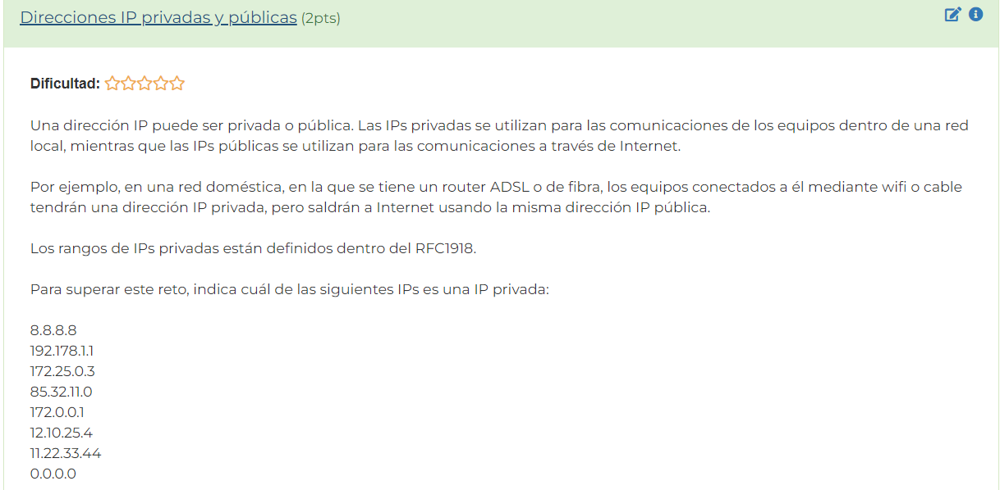 Direcciones IP privadas y públicas (2pts)
Dificultad:
Una dirección IP puede ser privada o pública. Las IPs privadas se utilizan para las comunicaciones de los equipos dentro de una red
local, mientras que las IPs públicas se utilizan para las comunicaciones a través de Internet.
Por ejemplo, en una red doméstica, en la que se tiene un router ADSL o de fibra, los equipos conectados a él mediante wifi o cable
tendrán una dirección IP privada, pero saldrán a Internet usando la misma dirección IP pública.
Los rangos de IPs privadas están definidos dentro del RFC1918.
Para superar este reto, indica cuál de las siguientes IPs es una IP privada:
8.8.8.8
192.178.1.1
172.25.0.3
85.32.11.0
172.0.0.1
12.10.25.4
11.22.33.44
0.0.0.0